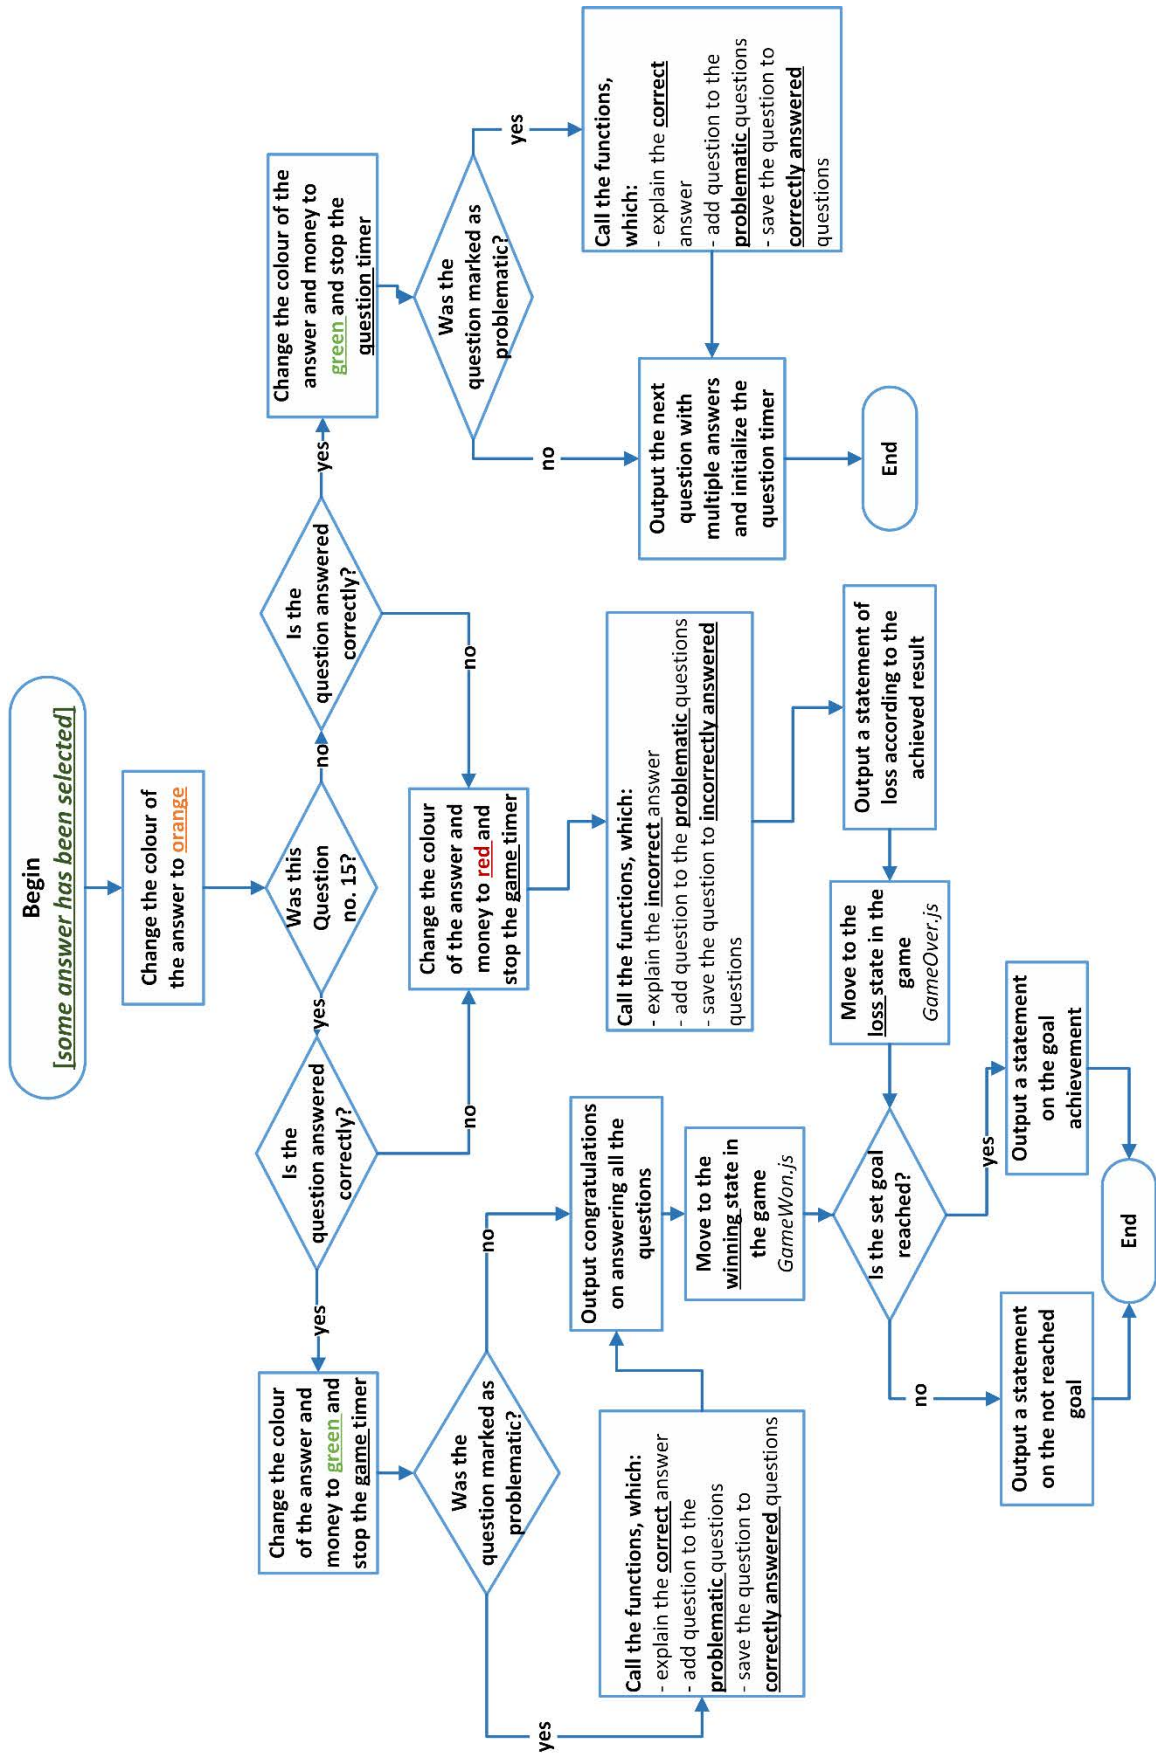 Begin
[some answer has been selected]
Change the colour of
the answer to orange
Was this
Question
no. 15?
yes
no
Is the
question answered
correctly?
Is the
question answered
correctly?
yes
no
no
yes
Change the colour
of the answer and
money to green and
stop the game timer
Change the colour
of the answer and
money to red and
stop the game timer
Change the colour of the
answer and money to
green and stop the
question timer
Was the
question marked as
problematic?
Was the
question marked as
problematic?
yes
no
no
yes
Call the functions, which:
- explain the correct answer
- add question to the
problematic questions
- save the question to
correctly answered questions
Output congratulations
on answering all the
questions
Call the functions, which:
- explain the incorrect answer
- add question to the problematic questions
- save the question to incorrectly answered
questions
Output the next
question with
multiple answers
and initialize the
question timer
Call the functions,
which:
- explain the correct
answer
- add question to the
problematic questions
- save the question to
correctly answered
questions
Move to the
winning state in
the game
GameWon.js
Move to the
loss state in the
game
GameOver.js
Output a statement of
loss according to the
achieved result
End
Is the set goal
reached?
no
yes
Output a statement
on the not reached
goal
Output a statement
on the goal
achievement
End